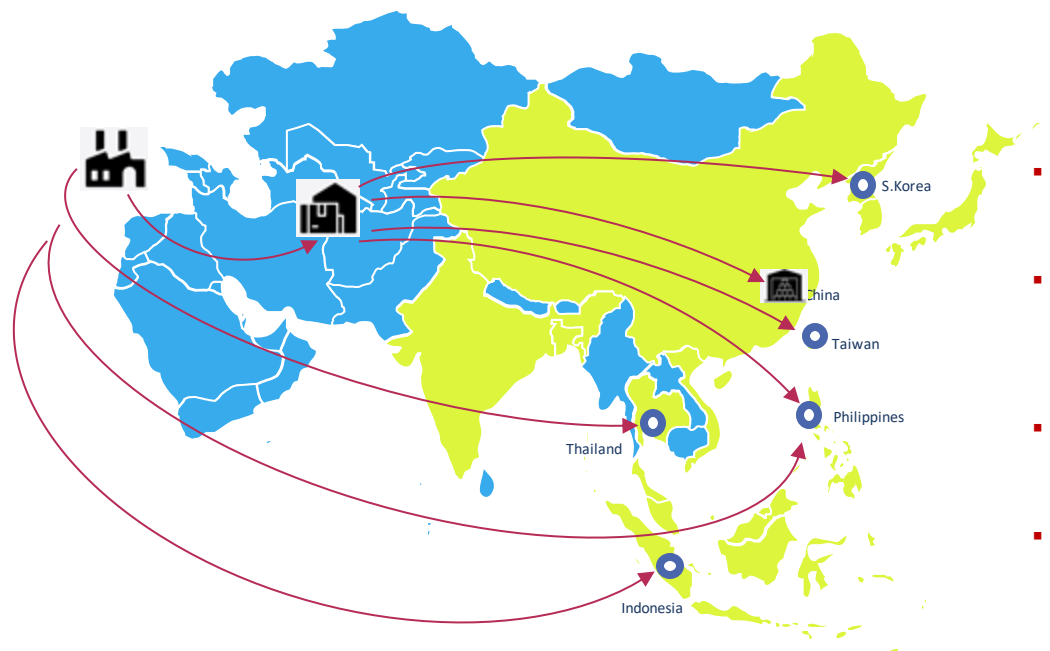 S.Korea
China
Taiwan
Philippines
Thailand
Indonesia